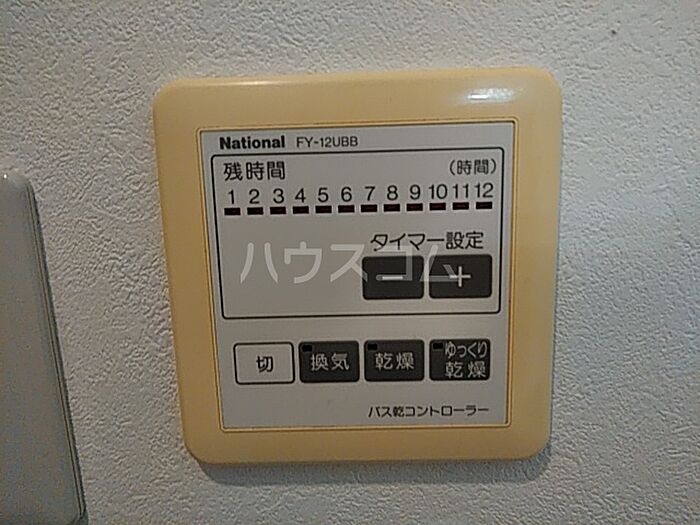 National FY-12UBB
残時間 (時間)
1 2 3 4 5 6 7 8 9 10 11 12
タイマー設定
ハウスコム
− +
切 換気 乾燥 ゆっくり
乾燥
バス乾コントローラー